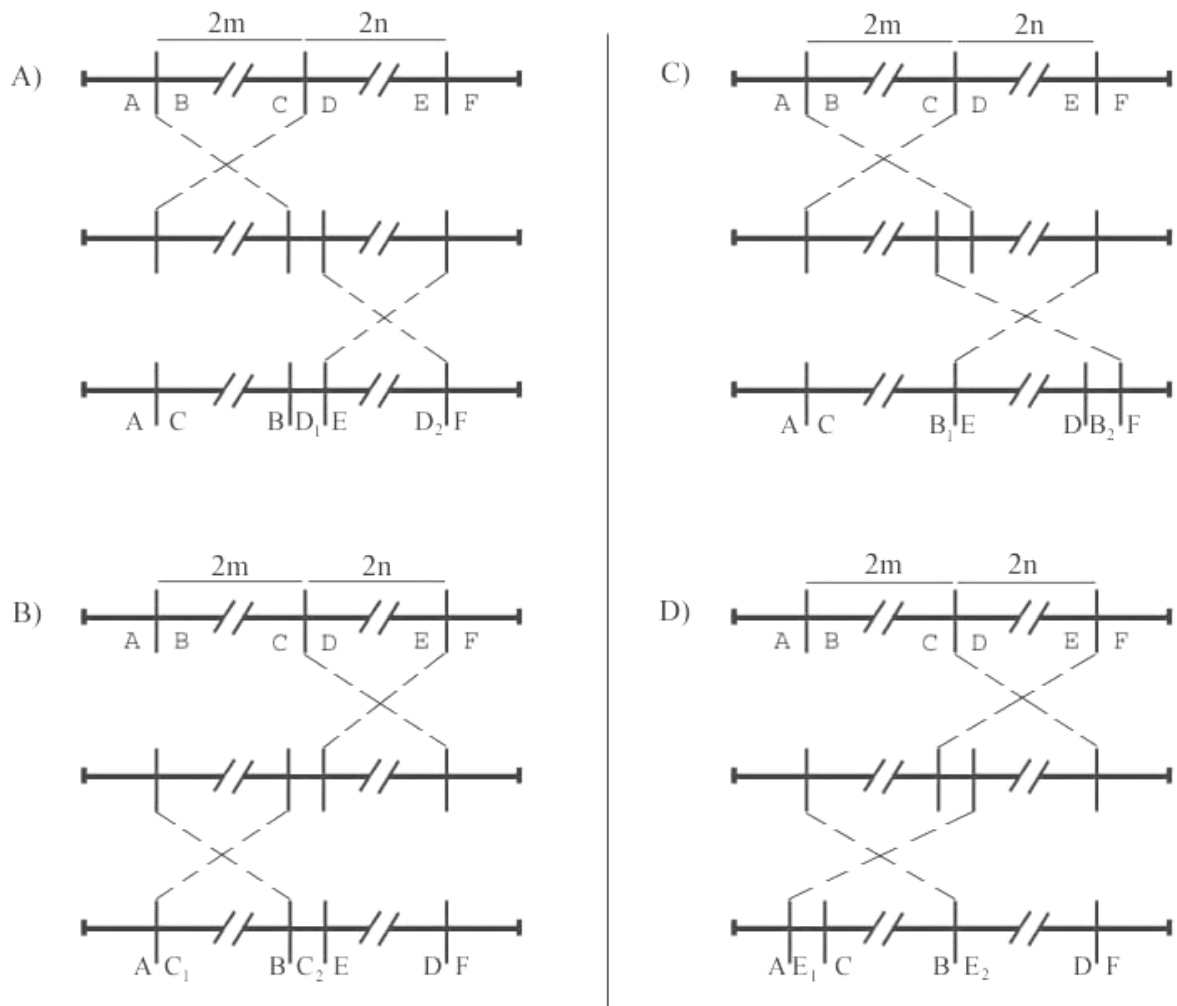 A)
2m 2n
A B C D E F
A C B D₁ E D₂ F
B)
2m 2n
A B C D E F
A C₁ B C₂ E D F
C)
2m 2n
A B C D E F
A C B₁ E D B₂ F
D)
2m 2n
A B C D E F
A E₁ C B E₂ D F